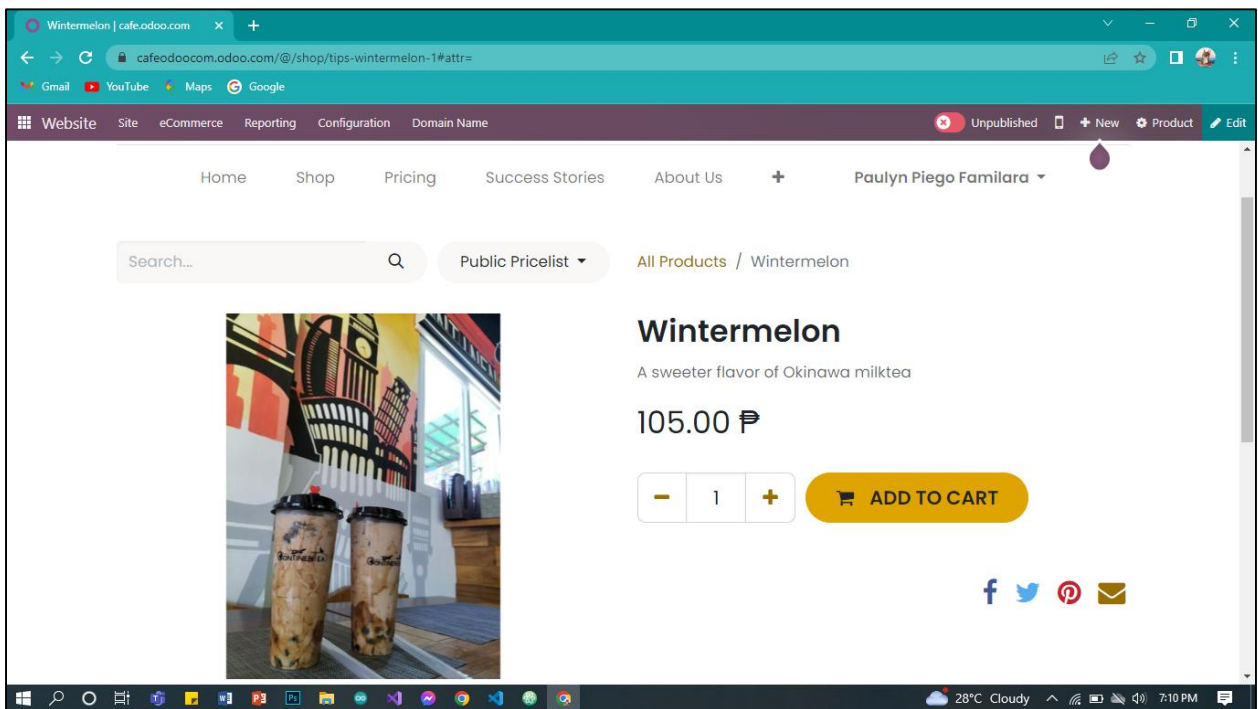 Wintermelon | cafe.odoo.com
cafeodoocom.odoo.com/@/shop/tips-wintermelon-1#attr=
Gmail YouTube Maps Google
Website Site eCommerce Reporting Configuration Domain Name Unpublished + New Product Edit
Home Shop Pricing Success Stories About Us + Paulyn Piego Familara
Search... Public Pricelist All Products / Wintermelon
Wintermelon
A sweeter flavor of Okinawa milktea
105.00 ₱
− 1 + ADD TO CART
28°C Cloudy 7:10 PM